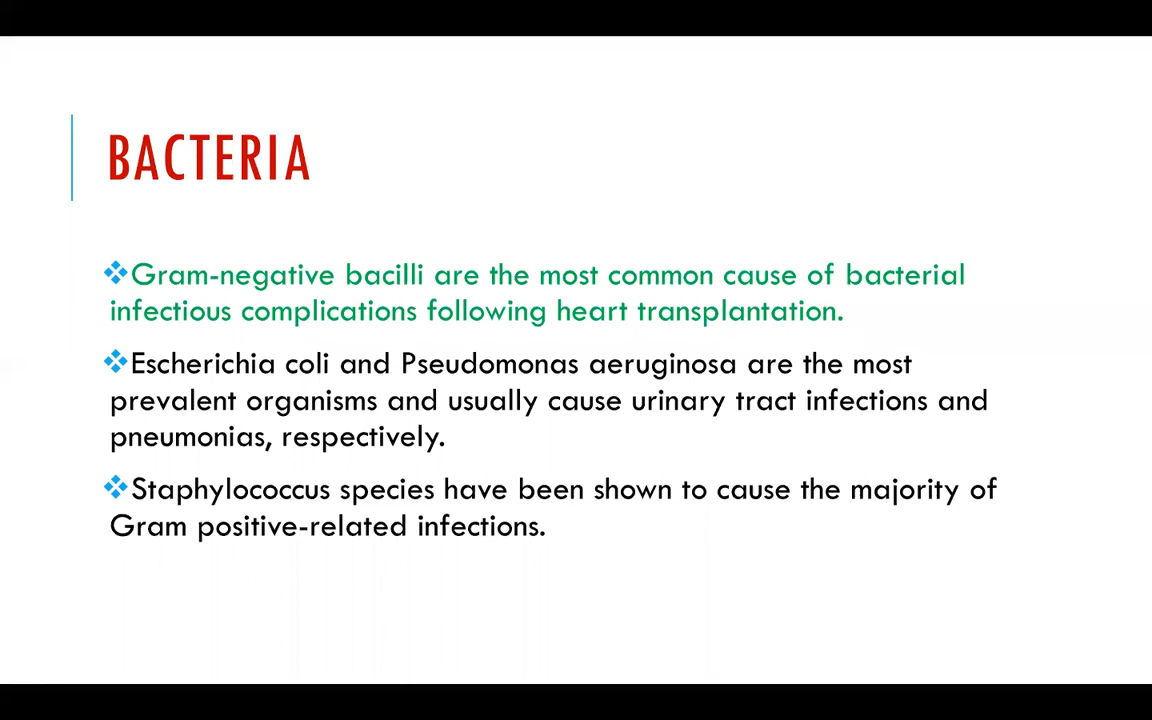 BACTERIA
❖Gram-negative bacilli are the most common cause of bacterial
infectious complications following heart transplantation.
❖Escherichia coli and Pseudomonas aeruginosa are the most
prevalent organisms and usually cause urinary tract infections and
pneumonias, respectively.
❖Staphylococcus species have been shown to cause the majority of
Gram positive-related infections.